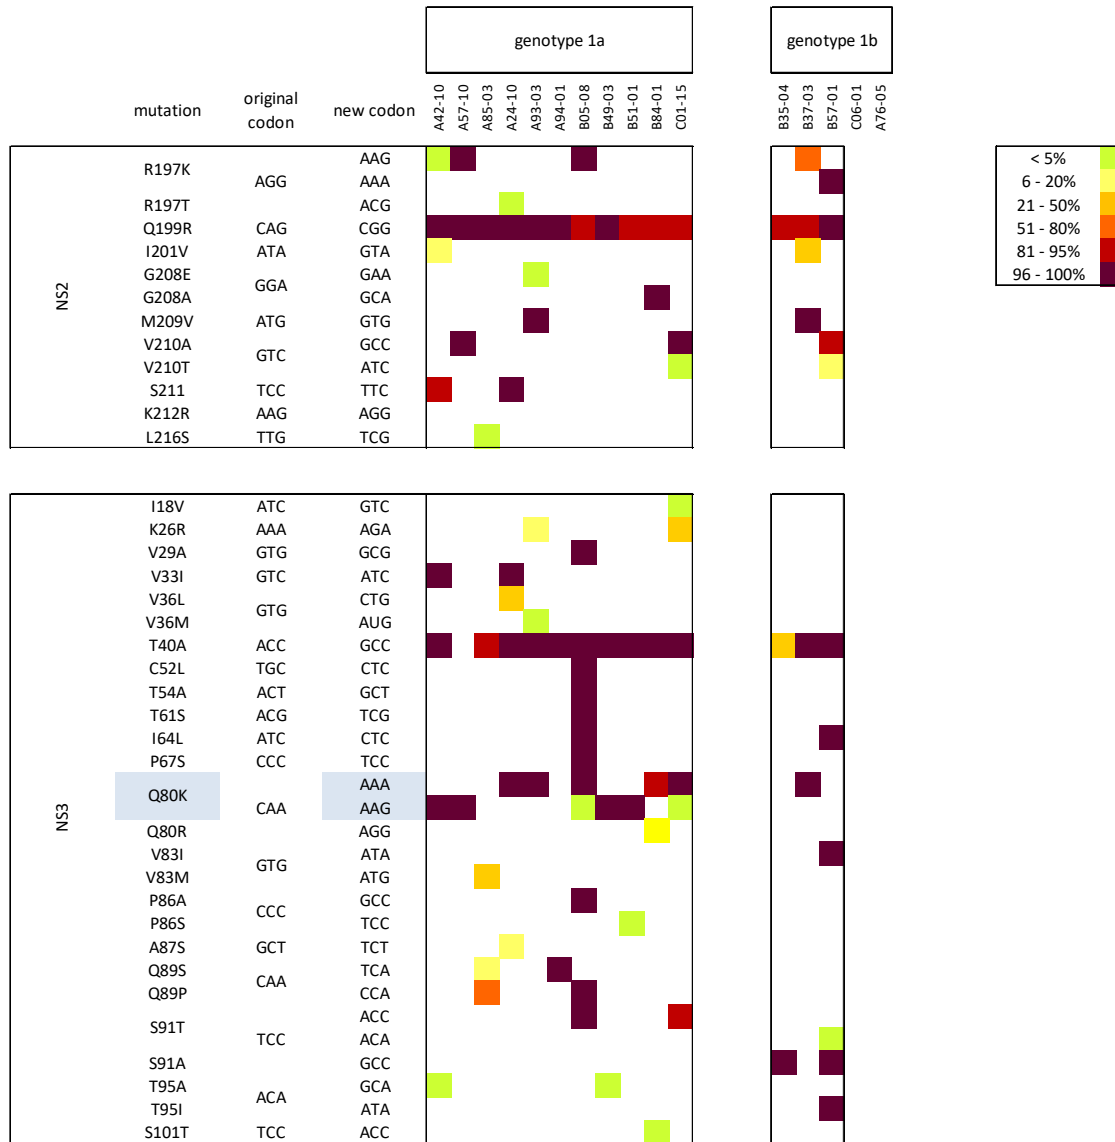 genotype 1a genotype 1b
mutation original codon new codon A42-10 A57-10 A85-03 A24-10 A93-03 A94-01 B05-08 B49-03 B51-01 B84-01 C01-15 B35-04 B37-03 B57-01 C06-01 A76-05
NS2
R197K AGG AAG
AAA
R197T ACG
Q199R CAG CGG
I201V ATA GTA
G208E GGA GAA
G208A GCA
M209V ATG GTG
V210A GTC GCC
V210T ATC
S211 TCC TTC
K212R AAG AGG
L216S TTG TCG
< 5%
6 - 20%
21 - 50%
51 - 80%
81 - 95%
96 - 100%
NS3
I18V ATC GTC
K26R AAA AGA
V29A GTG GCG
V33I GTC ATC
V36L GTG CTG
V36M AUG
T40A ACC GCC
C52L TGC CTC
T54A ACT GCT
T61S ACG TCG
I64L ATC CTC
P67S CCC TCC
Q80K CAA AAA
AAG
Q80R AGG
V83I GTG ATA
V83M ATG
P86A CCC GCC
P86S TCC
A87S GCT TCT
Q89S CAA TCA
Q89P CCA
S91T TCC ACC
ACA
S91A GCC
T95A ACA GCA
T95I ATA
S101T TCC ACC